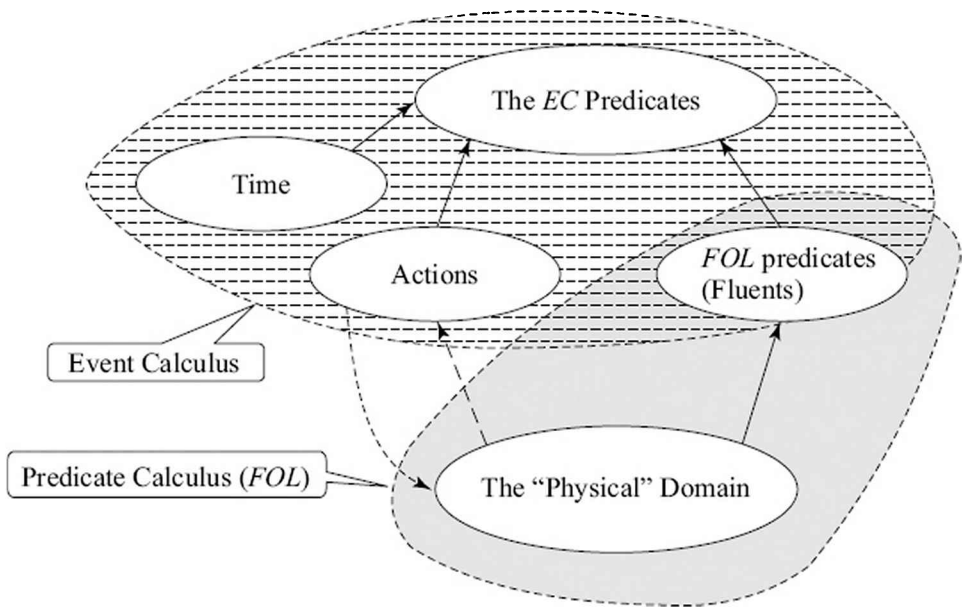 The EC Predicates
Time
Actions
FOL predicates
(Fluents)
Event Calculus
Predicate Calculus (FOL)
The “Physical” Domain